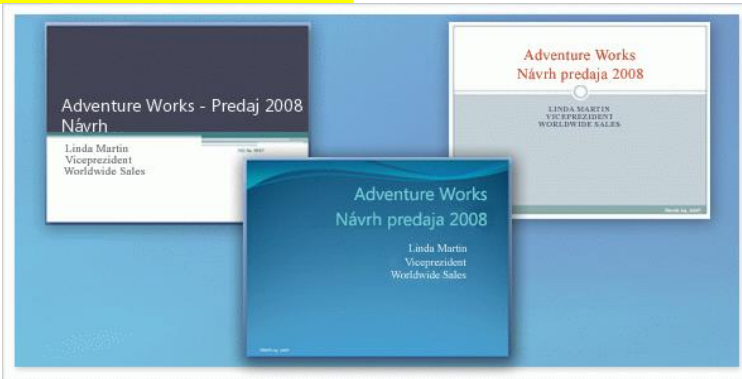 Adventure Works - Predaj 2008
Návrh
Linda Martin
Viceprezident
Worldwide Sales
Adventure Works
Návrh predaja 2008
LINDA MARTIN
VICEPREZIDENT
WORLDWIDE SALES
Adventure Works
Návrh predaja 2008
Linda Martin
Viceprezident
Worldwide Sales